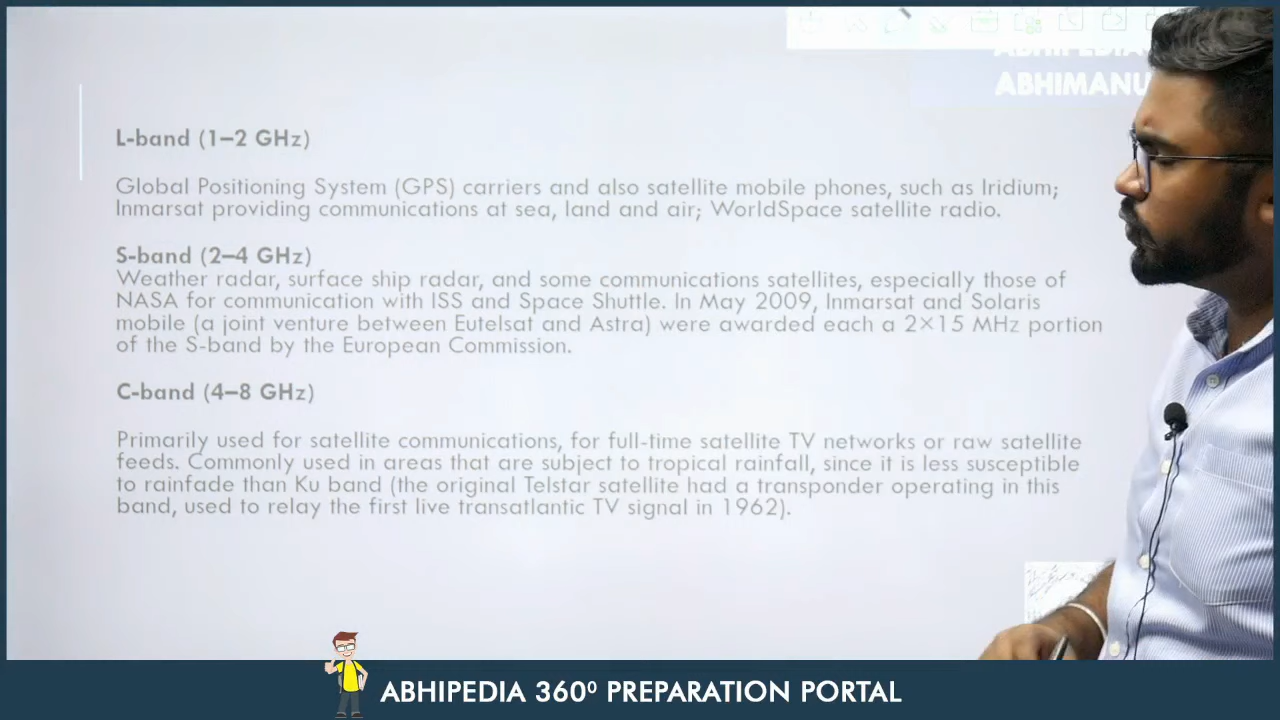 ABHIPEDIA
ABHIMANU
L-band (1–2 GHz)
Global Positioning System (GPS) carriers and also satellite mobile phones, such as Iridium;
Inmarsat providing communications at sea, land and air; WorldSpace satellite radio.
S-band (2–4 GHz)
Weather radar, surface ship radar, and some communications satellites, especially those of
NASA for communication with ISS and Space Shuttle. In May 2009, Inmarsat and Solaris
mobile (a joint venture between Eutelsat and Astra) were awarded each a 2×15 MHz portion
of the S-band by the European Commission.
C-band (4–8 GHz)
Primarily used for satellite communications, for full-time satellite TV networks or raw satellite
feeds. Commonly used in areas that are subject to tropical rainfall, since it is less susceptible
to rainfade than Ku band (the original Telstar satellite had a transponder operating in this
band, used to relay the first live transatlantic TV signal in 1962).
ABHIPEDIA 360⁰ PREPARATION PORTAL